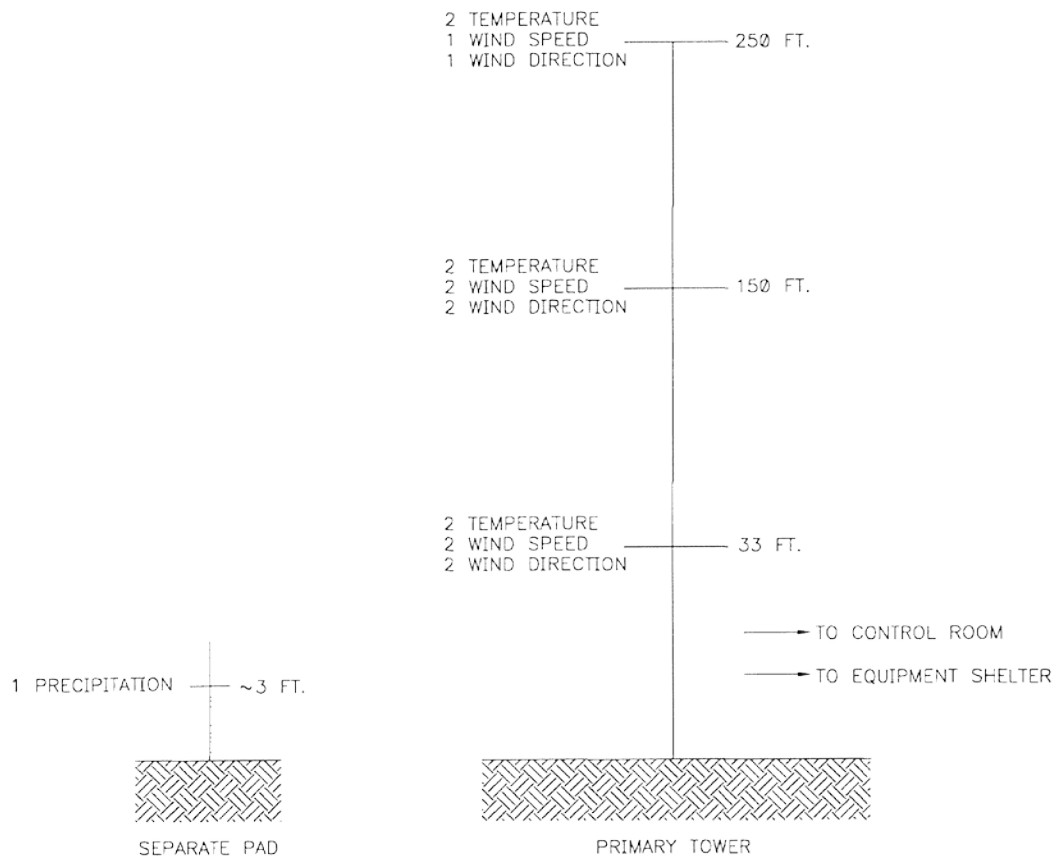 2 TEMPERATURE
1 WIND SPEED
250 FT.
1 WIND DIRECTION
2 TEMPERATURE
2 WIND SPEED
150 FT.
2 WIND DIRECTION
2 TEMPERATURE
2 WIND SPEED
33 FT.
2 WIND DIRECTION
TO CONTROL ROOM
TO EQUIPMENT SHELTER
1 PRECIPITATION
~3 FT.
SEPARATE PAD
PRIMARY TOWER